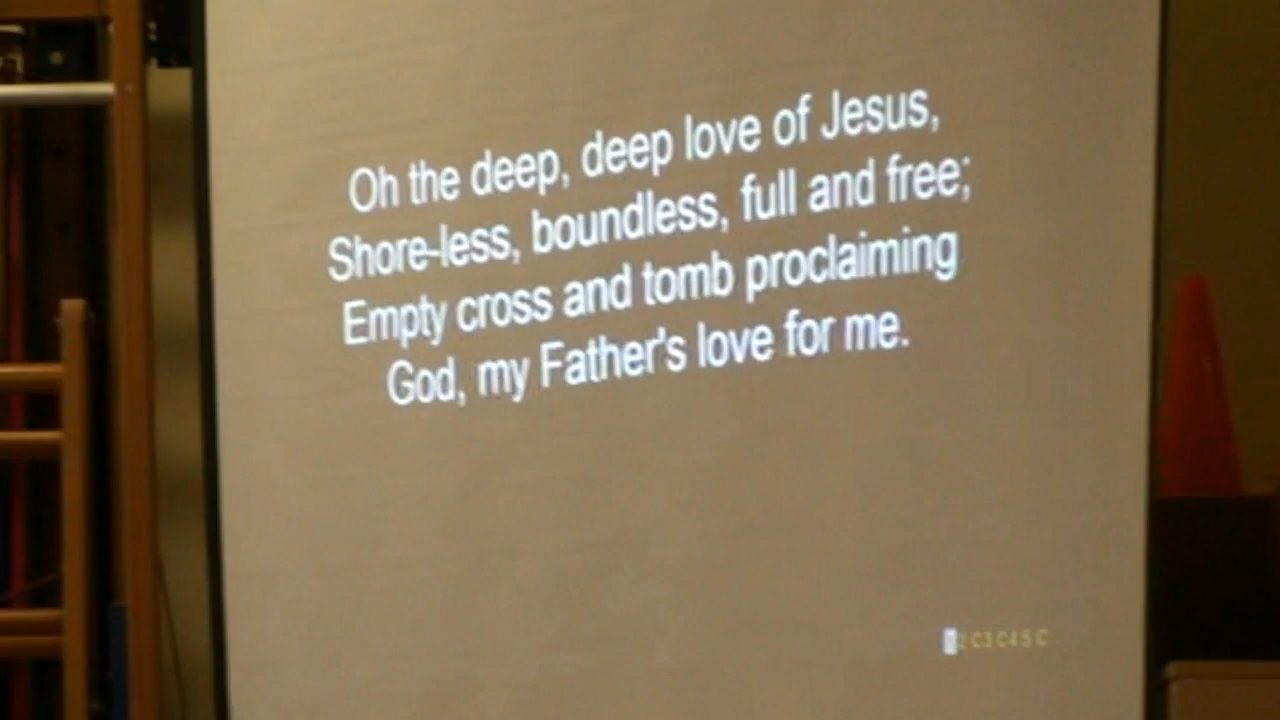 Oh the deep, deep love of Jesus,
Shore-less, boundless, full and free;
Empty cross and tomb proclaiming
God, my Father's love for me.
2C3C45C